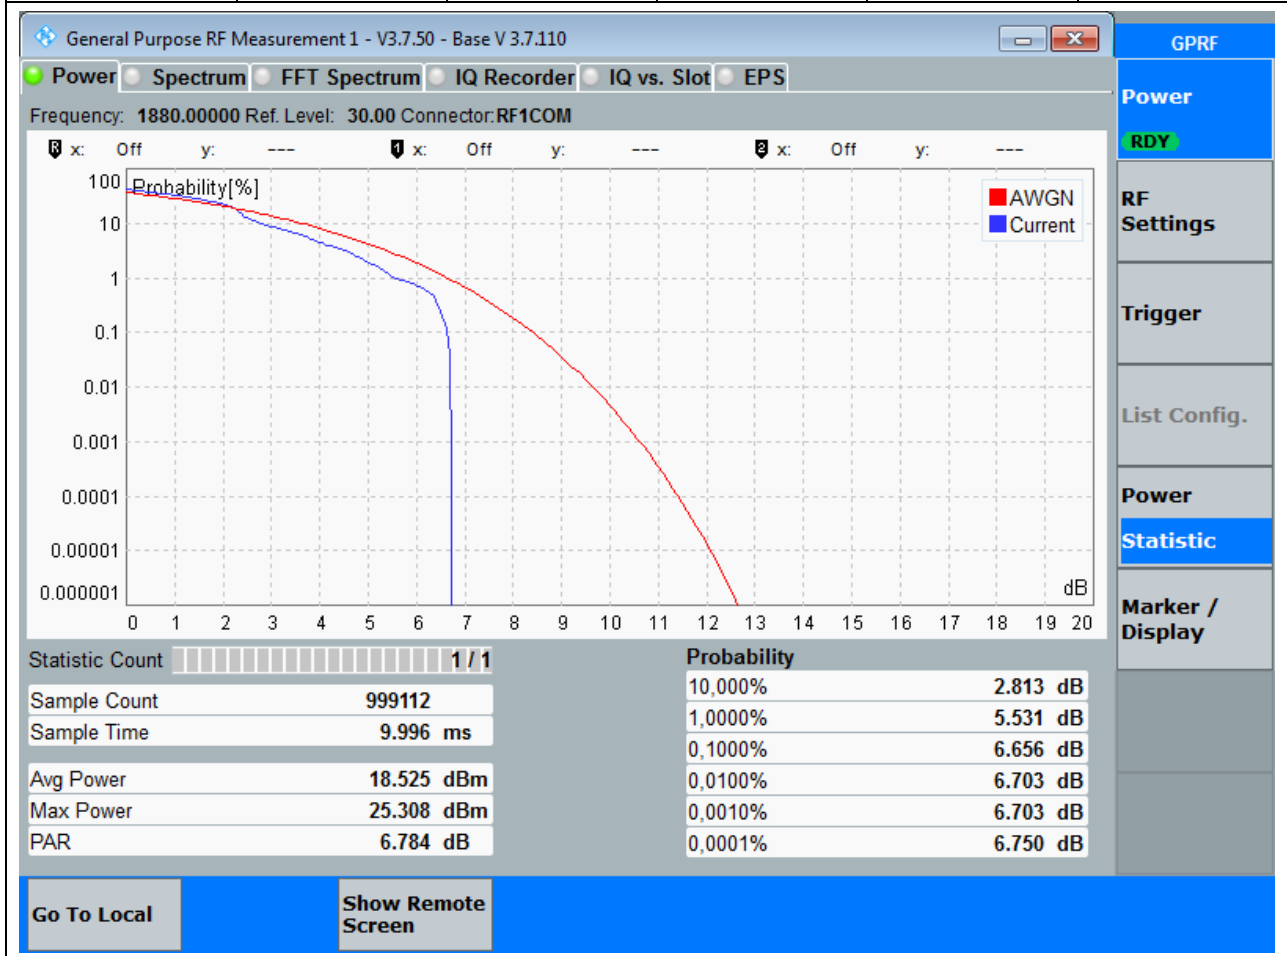 General Purpose RF Measurement 1 - V3.7.50 - Base V 3.7.110
GPRF
Power Spectrum FFT Spectrum IQ Recorder IQ vs. Slot EPS
Power
RDY
Frequency: 1880.00000 Ref. Level: 30.00 Connector: RF1COM
R x: Off y: --- 1 x: Off y: --- 2 x: Off y: ---
Probability[%]
AWGN
Current
100
10
1
0.1
0.01
0.001
0.0001
0.00001
0.000001
dB
0 1 2 3 4 5 6 7 8 9 10 11 12 13 14 15 16 17 18 19 20
RF
Settings
Trigger
List Config.
Power
Statistic
Marker /
Display
Statistic Count 1 / 1
Sample Count 999112
Sample Time 9.996 ms
Avg Power 18.525 dBm
Max Power 25.308 dBm
PAR 6.784 dB
Probability
10,000% 2.813 dB
1,0000% 5.531 dB
0,1000% 6.656 dB
0,0100% 6.703 dB
0,0010% 6.703 dB
0,0001% 6.750 dB
Go To Local
Show Remote
Screen